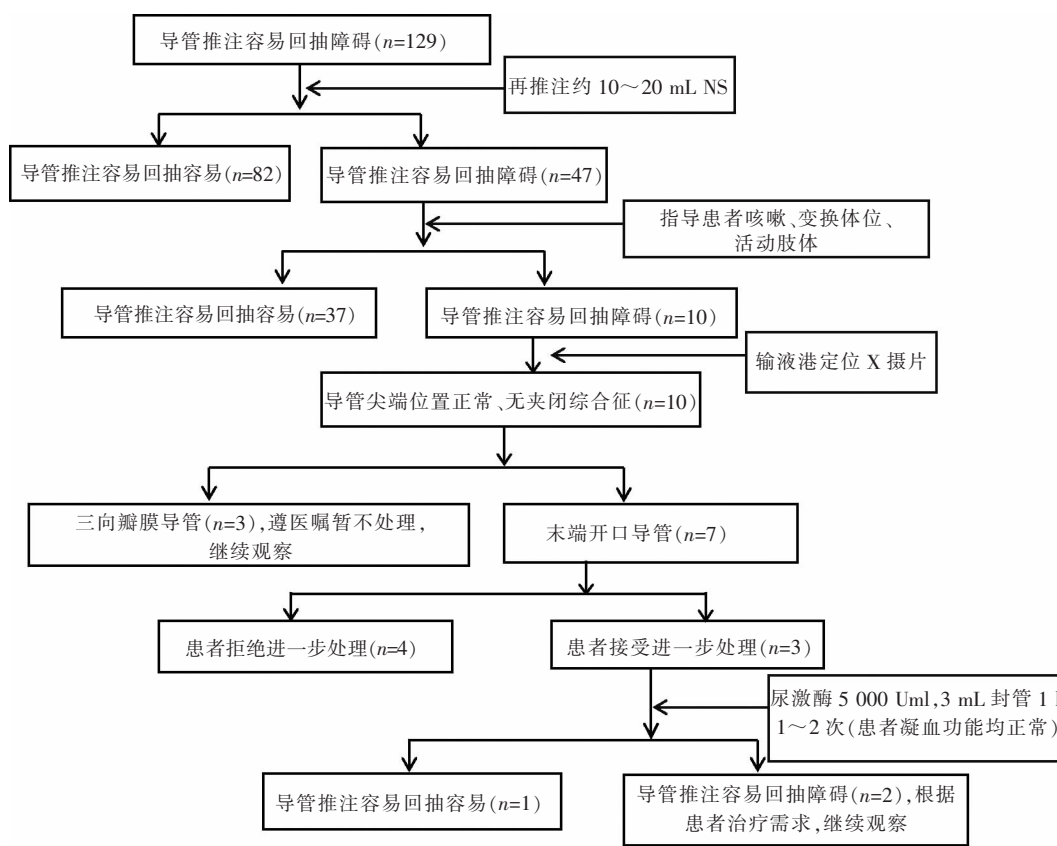 导管推注容易回抽障碍(n=129)
再推注约 10～20 mL NS
导管推注容易回抽容易(n=82)
导管推注容易回抽障碍(n=47)
指导患者咳嗽、变换体位、
活动肢体
导管推注容易回抽容易(n=37)
导管推注容易回抽障碍(n=10)
输液港定位 X 摄片
导管尖端位置正常、无夹闭综合征(n=10)
三向瓣膜导管(n=3),遵医嘱暂不处理,
继续观察
末端开口导管(n=7)
患者拒绝进一步处理(n=4)
患者接受进一步处理(n=3)
尿激酶 5 000 Uml,3 mL 封管 1
1～2 次(患者凝血功能均正常)
导管推注容易回抽容易(n=1)
导管推注容易回抽障碍(n=2),根据
患者治疗需求,继续观察